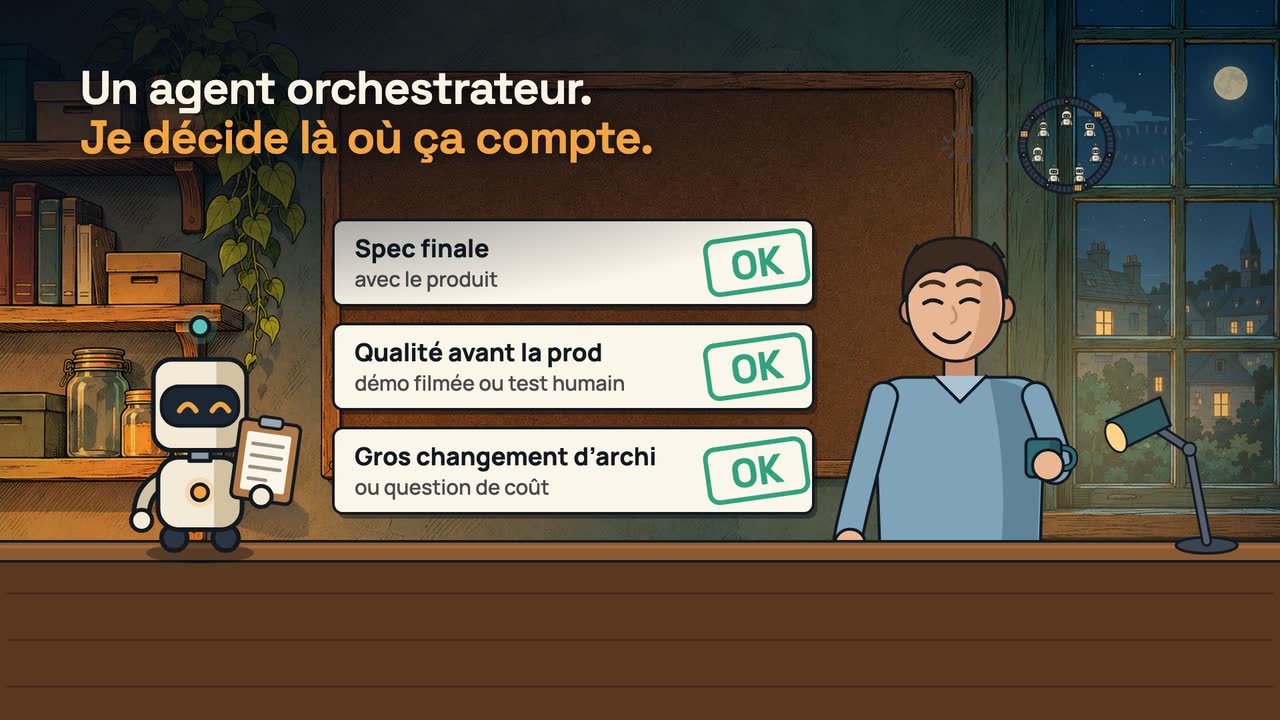 Un agent orchestrateur.
Je décide là où ça compte.
Spec finale
avec le produit
OK
Qualité avant la prod
démo filmée ou test humain
OK
Gros changement d’archi
ou question de coût
OK